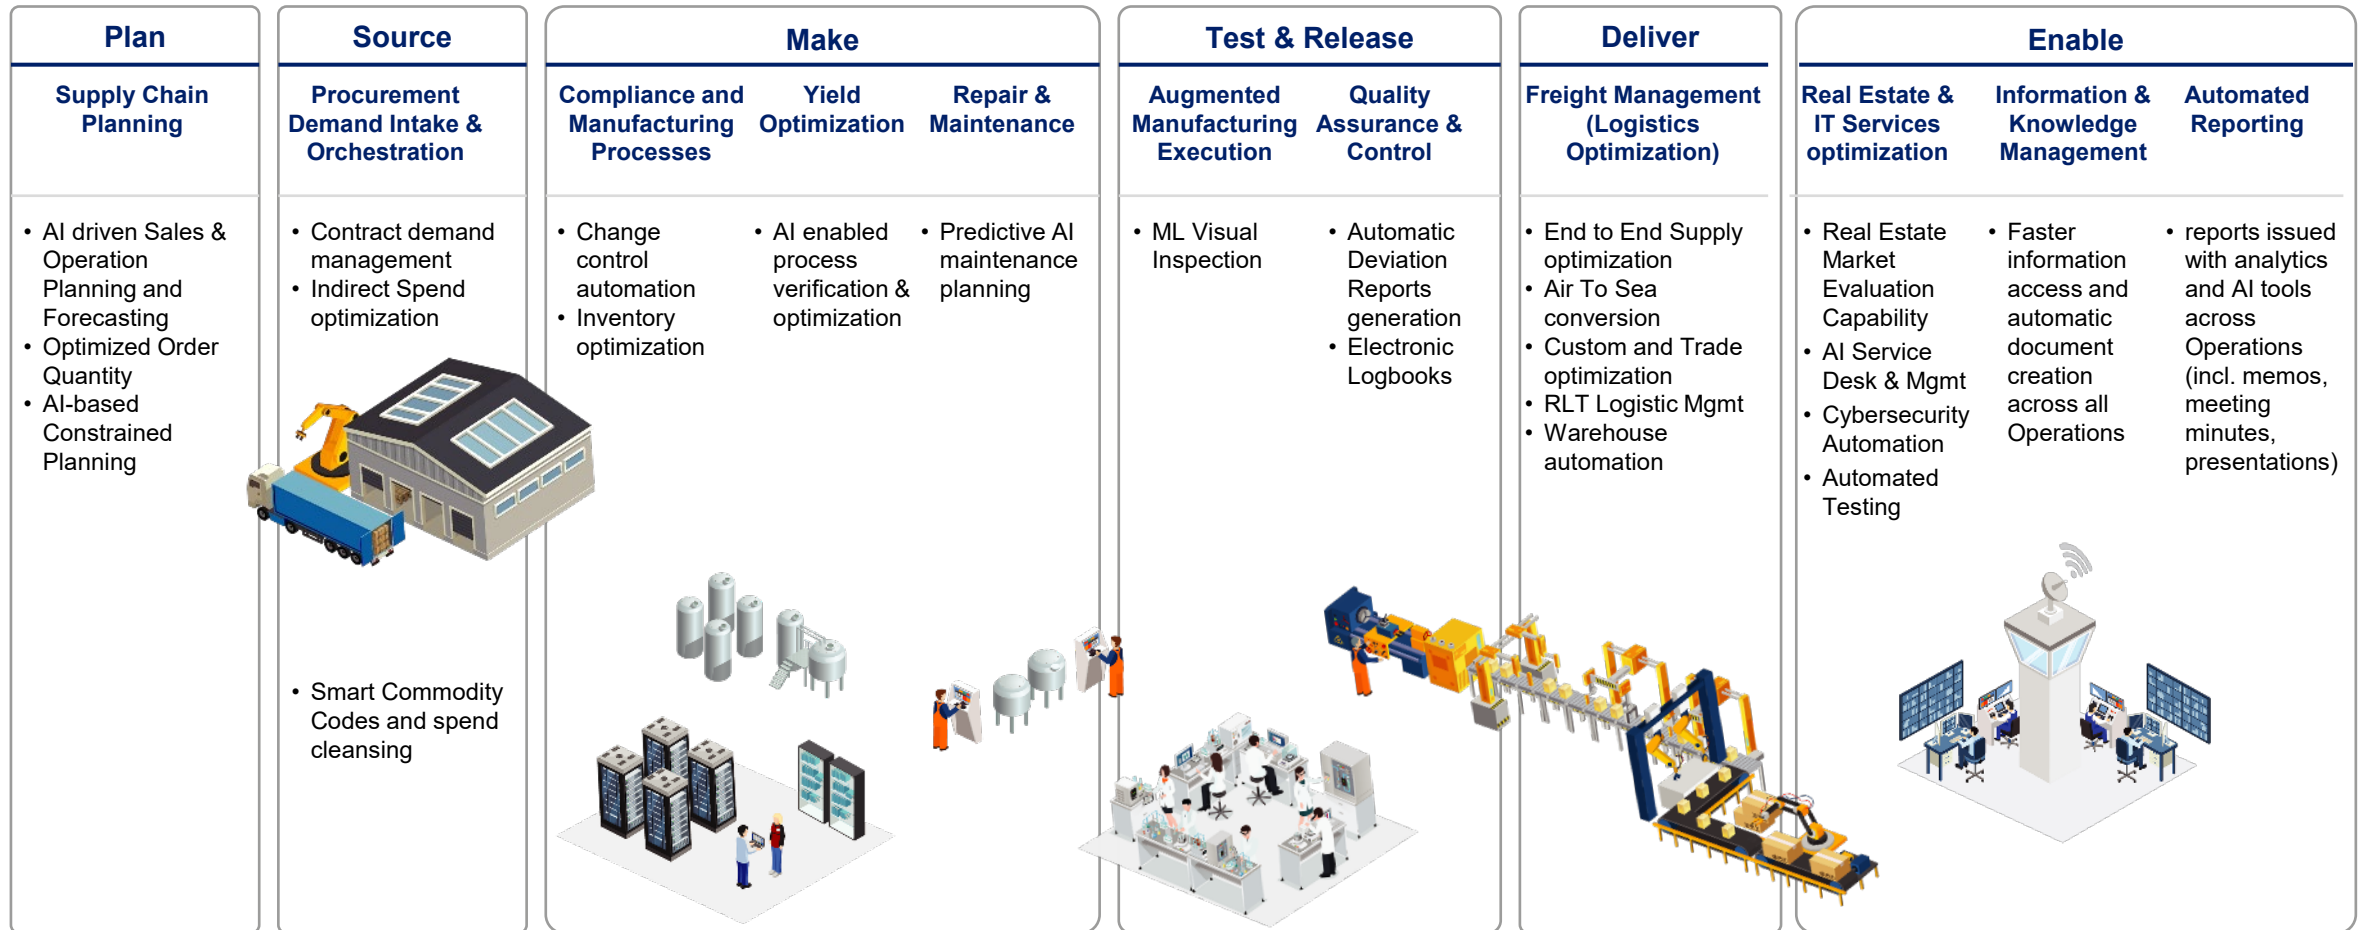 Plan
Supply Chain
Planning
• AI driven Sales &
Operation
Planning and
Forecasting
• Optimized Order
Quantity
• AI-based
Constrained
Planning
Source
Procurement
Demand Intake &
Orchestration
• Contract demand
management
• Indirect Spend
optimization
• Smart Commodity
Codes and spend
cleansing
Make
Compliance and
Manufacturing
Processes
• Change
control
automation
• Inventory
optimization
Yield
Optimization
• AI enabled
process
verification &
optimization
Repair &
Maintenance
• Predictive AI
maintenance
planning
Test & Release
Augmented
Manufacturing
Execution
• ML Visual
Inspection
Quality
Assurance &
Control
• Automatic
Deviation
Reports
generation
• Electronic
Logbooks
Deliver
Freight Management
(Logistics
Optimization)
• End to End Supply
optimization
• Air To Sea
conversion
• Custom and Trade
optimization
• RLT Logistic Mgmt
• Warehouse
automation
Enable
Real Estate &
IT Services
optimization
• Real Estate
Market
Evaluation
Capability
• AI Service
Desk & Mgmt
• Cybersecurity
Automation
• Automated
Testing
Information &
Knowledge
Management
• Faster
information
access and
automatic
document
creation
across all
Operations
Automated
Reporting
• reports issued
with analytics
and AI tools
across
Operations
(incl. memos,
meeting
minutes,
presentations)